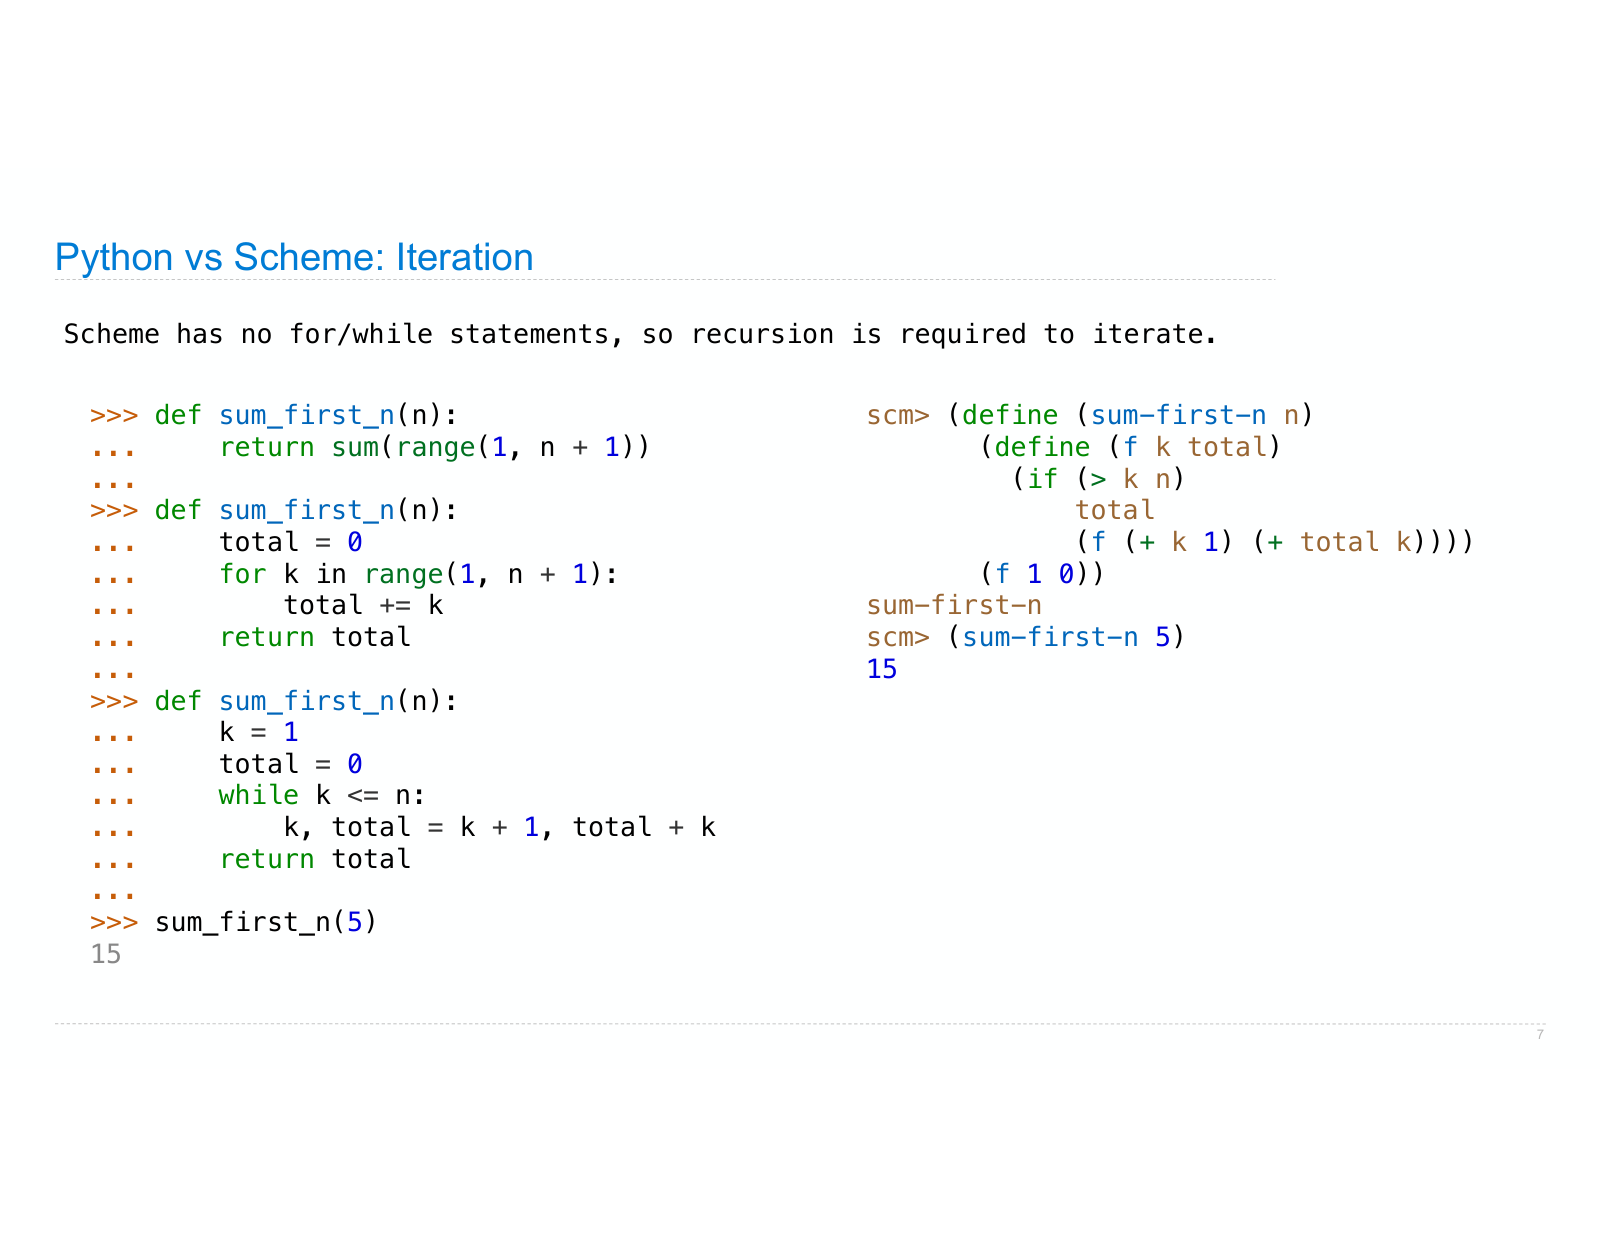 Python vs Scheme: Iteration
Scheme has no for/while statements, so recursion is required to iterate.
>>> def sum_first_n(n):
...     return sum(range(1, n + 1))
...
>>> def sum_first_n(n):
...     total = 0
...     for k in range(1, n + 1):
...         total += k
...     return total
...
>>> def sum_first_n(n):
...     k = 1
...     total = 0
...     while k <= n:
...         k, total = k + 1, total + k
...     return total
...
>>> sum_first_n(5)
15
scm> (define (sum-first-n n)
       (define (f k total)
         (if (> k n)
             total
             (f (+ k 1) (+ total k))))
       (f 1 0))
sum-first-n
scm> (sum-first-n 5)
15
7